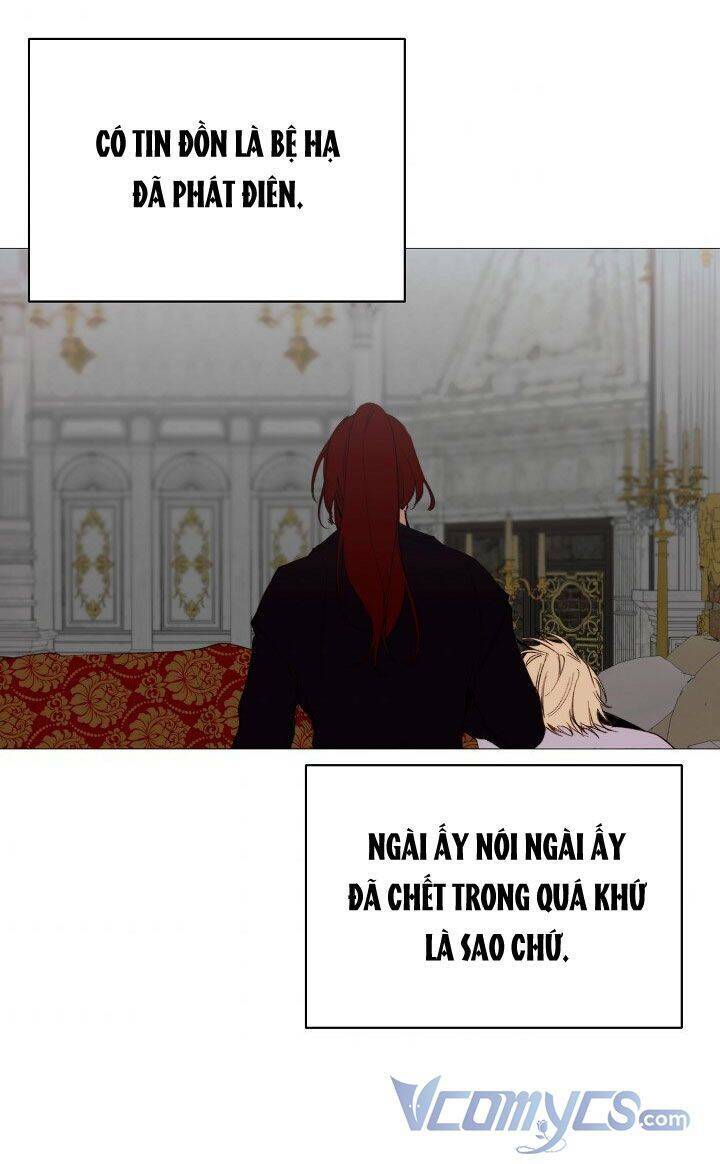 CÓ TIN ĐỒN LÀ BỆ HẠ
ĐÃ PHÁT ĐIÊN.
NGÀI ẤY NÓI NGÀI ẤY
ĐÃ CHẾT TRONG QUÁ KHỨ
LÀ SAO CHỨ.
VCOMYCS.com